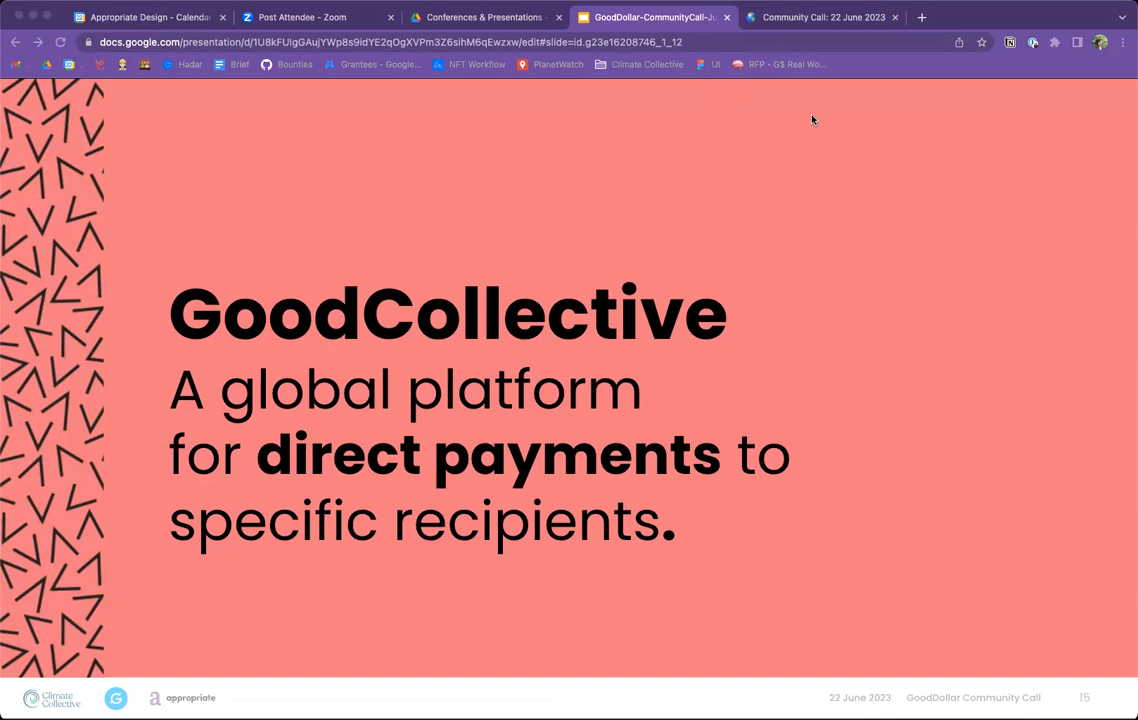 Appropriate Design - Calenda
Post Attendee - Zoom
Conferences & Presentations -
GoodDollar-CommunityCall-Ju
Community Call: 22 June 2023
docs.google.com/presentation/d/1U8kFUlgGAujYWp8s9idYE2qOgXVPm3Z6sihM6qEwzxw/edit#slide=id.g23e16208746_1_12
Hadar
Brief
Bounties
Grantees - Google...
NFT Workflow
PlanetWatch
Climate Collective
UI
RFP - G$ Real Wo...
GoodCollective
A global platform
for direct payments to
specific recipients.
Climate
Collective
G
a appropriate
22 June 2023
GoodDollar Community Call
15